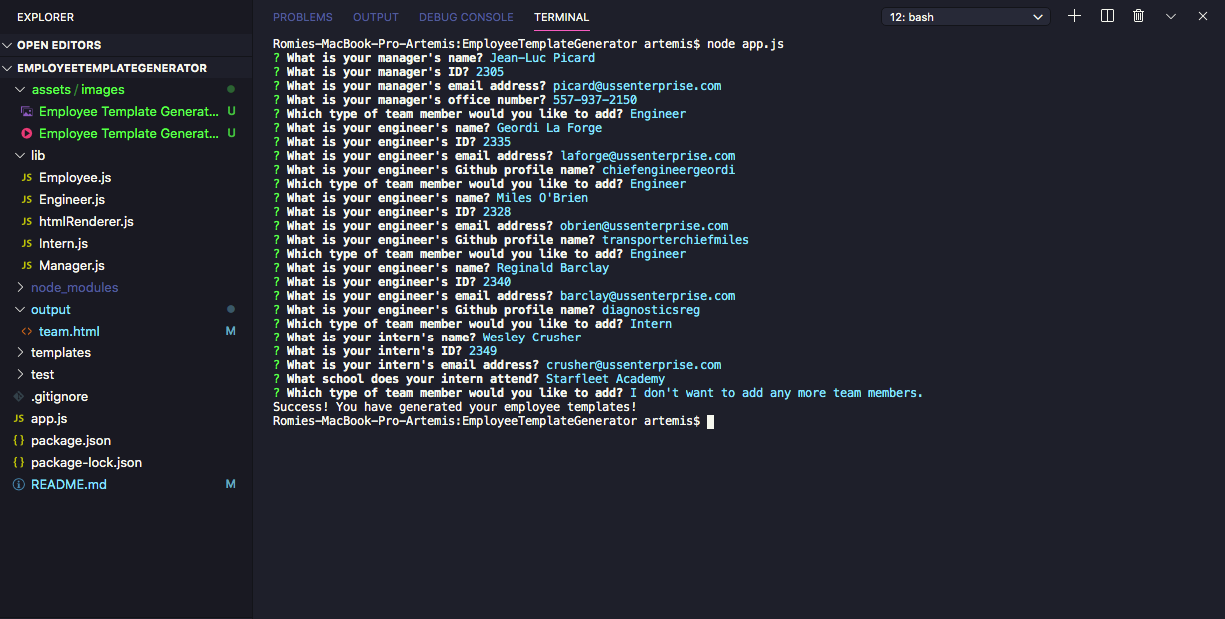 EXPLORER
OPEN EDITORS
EMPLOYEETEMPLATEGENERATOR
assets / images
Employee Template Generat... U
Employee Template Generat... U
lib
JS Employee.js
JS Engineer.js
JS htmlRenderer.js
JS Intern.js
JS Manager.js
node_modules
output
<> team.html M
templates
test
.gitignore
JS app.js
{} package.json
{} package-lock.json
README.md M
PROBLEMS OUTPUT DEBUG CONSOLE TERMINAL 12: bash
Romies-MacBook-Pro-Artemis:EmployeeTemplateGenerator artemis$ node app.js
? What is your manager's name? Jean-Luc Picard
? What is your manager's ID? 2305
? What is your manager's email address? picard@ussenterprise.com
? What is your manager's office number? 557-937-2150
? Which type of team member would you like to add? Engineer
? What is your engineer's name? Geordi La Forge
? What is your engineer's ID? 2335
? What is your engineer's email address? laforge@ussenterprise.com
? What is your engineer's Github profile name? chiefengineergeordi
? Which type of team member would you like to add? Engineer
? What is your engineer's name? Miles O'Brien
? What is your engineer's ID? 2328
? What is your engineer's email address? obrien@ussenterprise.com
? What is your engineer's Github profile name? transporterchiefmiles
? Which type of team member would you like to add? Engineer
? What is your engineer's name? Reginald Barclay
? What is your engineer's ID? 2340
? What is your engineer's email address? barclay@ussenterprise.com
? What is your engineer's Github profile name? diagnosticsreg
? Which type of team member would you like to add? Intern
? What is your intern's name? Wesley Crusher
? What is your intern's ID? 2349
? What is your intern's email address? crusher@ussenterprise.com
? What school does your intern attend? Starfleet Academy
? Which type of team member would you like to add? I don't want to add any more team members.
Success! You have generated your employee templates!
Romies-MacBook-Pro-Artemis:EmployeeTemplateGenerator artemis$